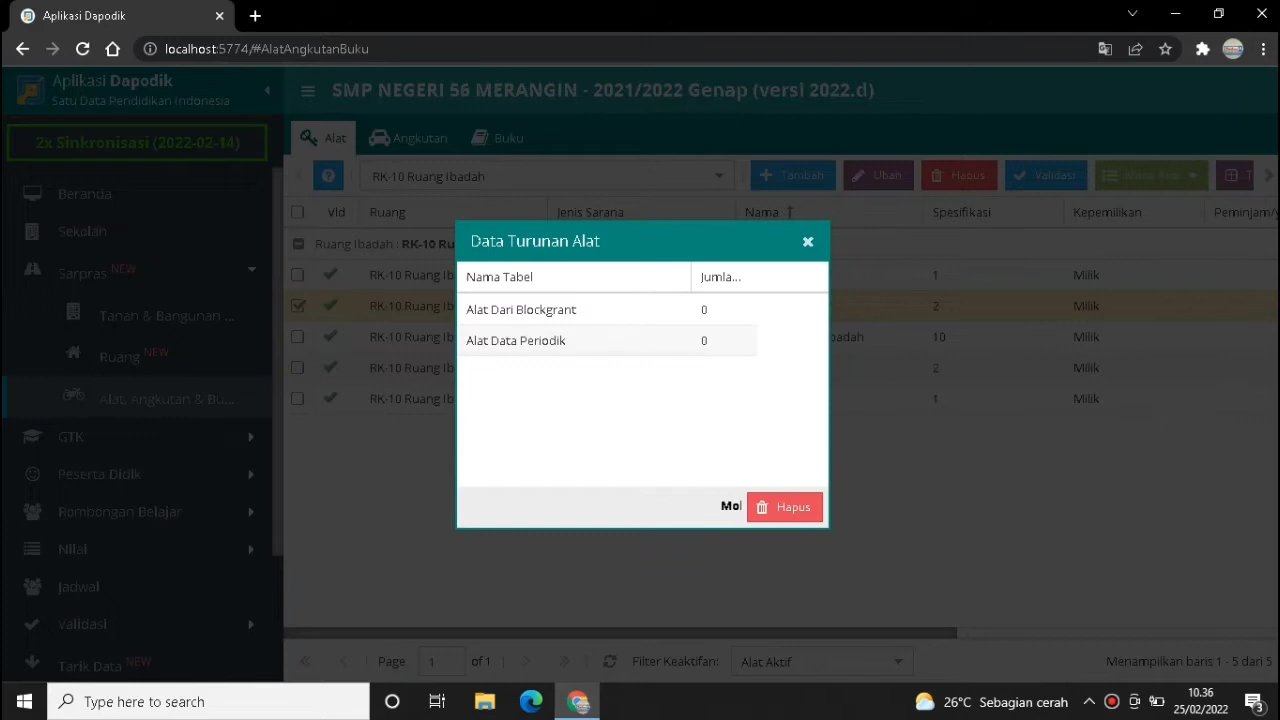 Aplikasi Dapodik
localhost:5774/#AlatAngkutanBuku
Aplikasi Dapodik
Satu Data Pendidikan Indonesia
SMP NEGERI 56 MERANGIN - 2021/2022 Genap (versi 2022.d)
2x Sinkronisasi (2022-02-14)
Alat Angkutan Buku
RK-10 Ruang Ibadah Tambah Ubah Hapus Validasi T
Vld Ruang Jenis Sarana Nama Spesifikasi Kepemilikan Peminjam/
Ruang Ibadah : RK-10 Ru
RK-10 Ruang Ib 1 Milik
RK-10 Ruang Ib 2 Milik
RK-10 Ruang Ib badah 10 Milik
RK-10 Ruang Ib 2 Milik
RK-10 Ruang Ib 1 Milik
Beranda
Sekolah
Sarpras NEW
Tanah & Bangunan ...
Ruang NEW
Alat, Angkutan & Bu...
GTK
Peserta Didik
Rombongan Belajar
Nilai
Jadwal
Validasi
Tarik Data NEW
Data Turunan Alat
Nama Tabel Jumla...
Alat Dari Blockgrant 0
Alat Data Periodik 0
Mo Hapus
Page 1 of 1 Filter Keaktifan: Alat Aktif Menampilkan baris 1 - 5 dari 5
Type here to search
26°C Sebagian cerah
10.36
25/02/2022
3